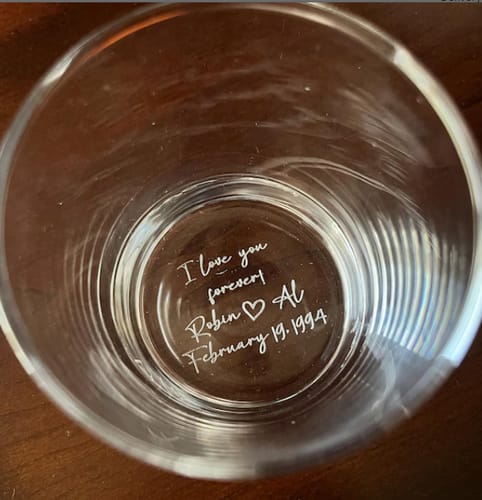 I love you
forever!
Robin ♡ Al
February 19, 1994